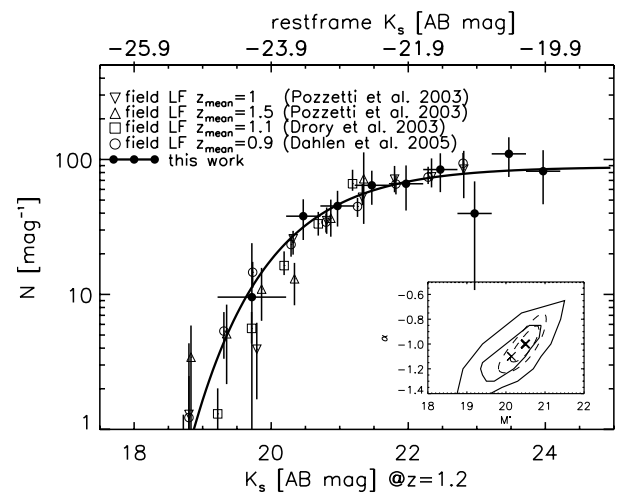 restframe Kₛ [AB mag]
−25.9 −23.9 −21.9 −19.9
field LF z_mean=1 (Pozzetti et al. 2003)
field LF z_mean=1.5 (Pozzetti et al. 2003)
field LF z_mean=1.1 (Drory et al. 2003)
field LF z_mean=0.9 (Dahlen et al. 2005)
this work
100
10
1
N [mag⁻¹]
−0.6
−0.8
−1.0
−1.2
−1.4
α
18 19 20 21 22
M*
18 20 22 24
Kₛ [AB mag] @z=1.2